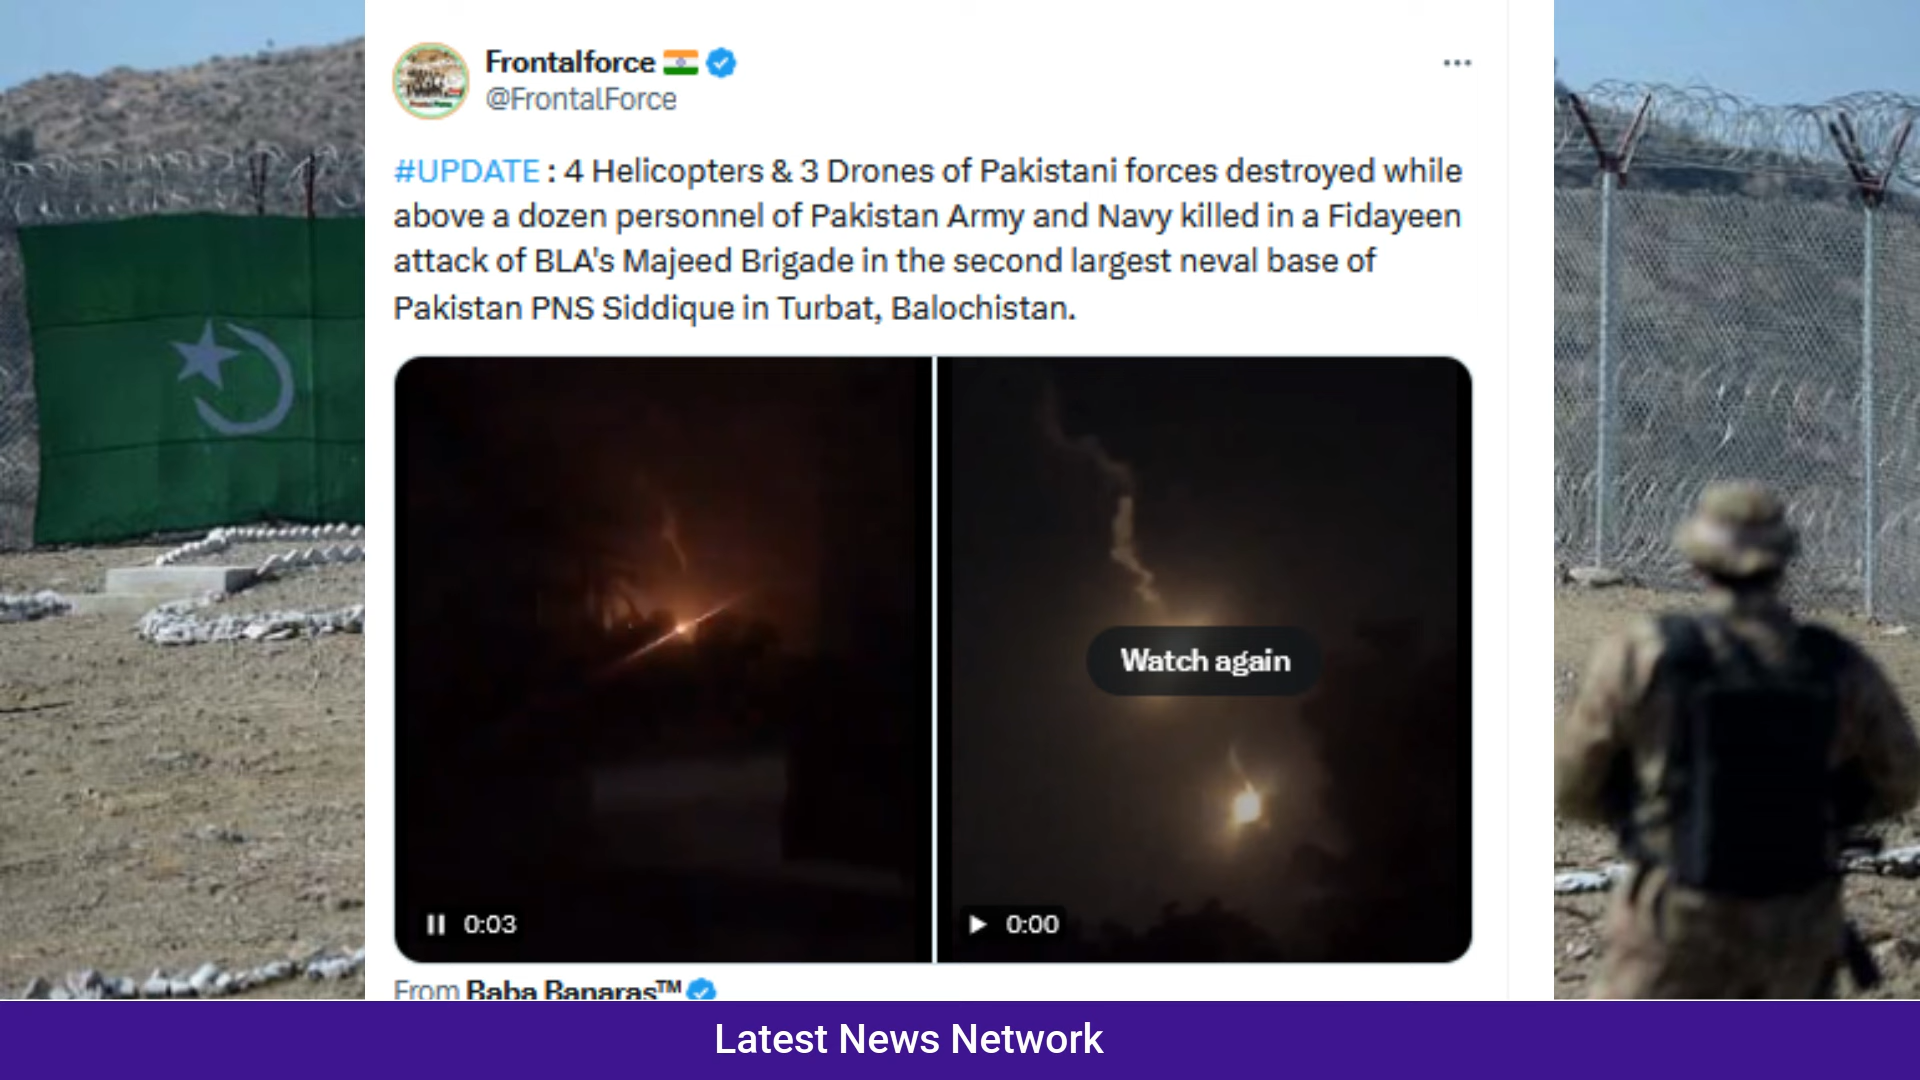 Frontalforce
@FrontalForce
#UPDATE : 4 Helicopters & 3 Drones of Pakistani forces destroyed while
above a dozen personnel of Pakistan Army and Navy killed in a Fidayeen
attack of BLA's Majeed Brigade in the second largest neval base of
Pakistan PNS Siddique in Turbat, Balochistan.
Watch again
0:03
0:00
From Baba Banaras™
Latest News Network